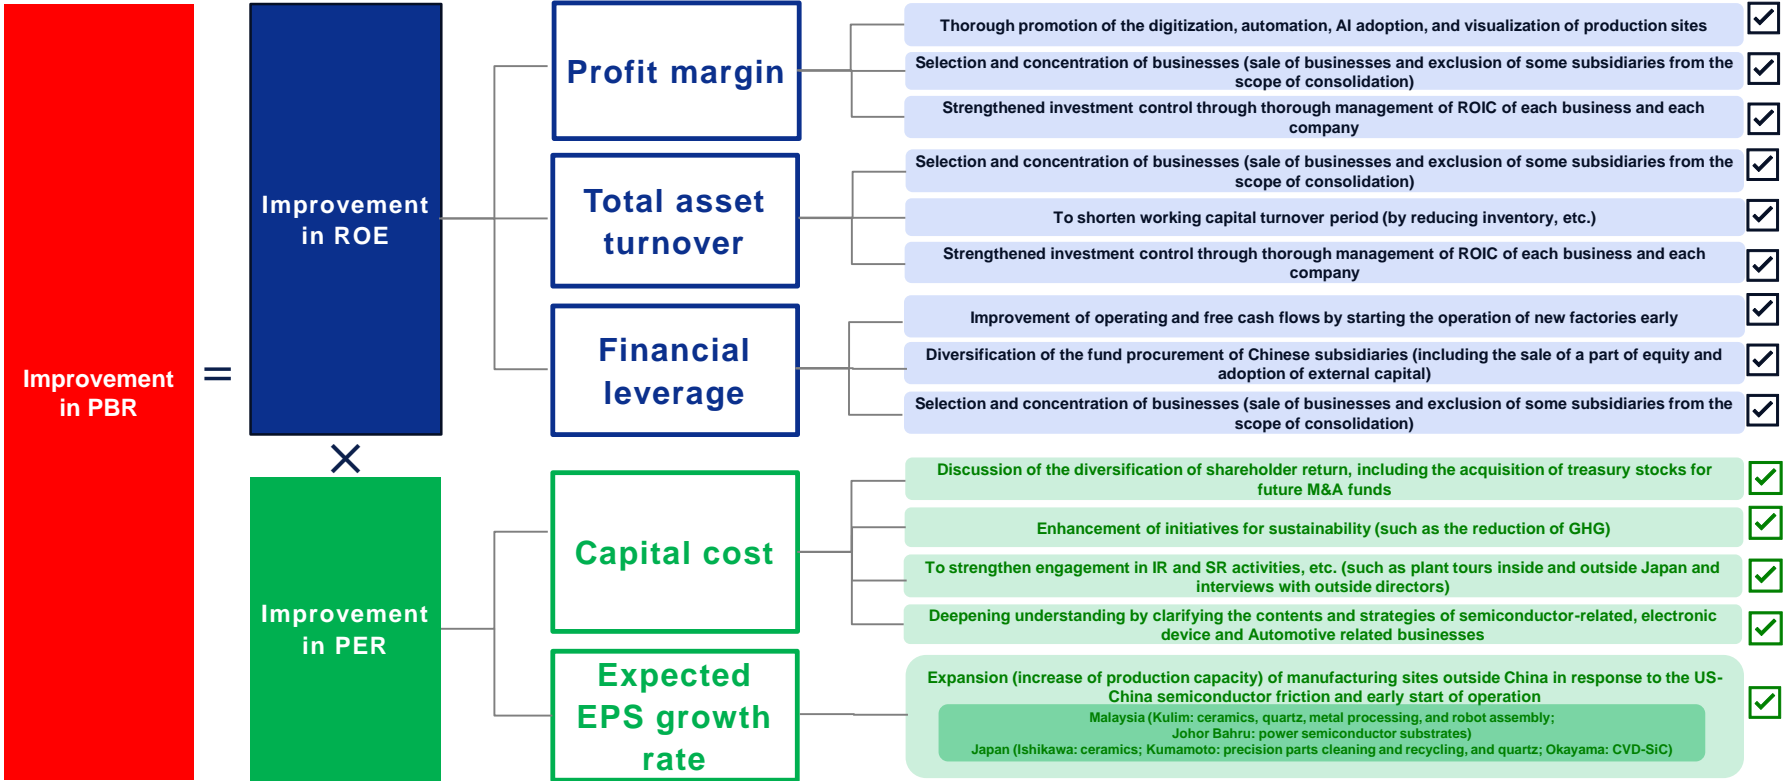 Improvement
in PBR
=
Improvement
in ROE
×
Improvement
in PER
Profit margin
Thorough promotion of the digitization, automation, AI adoption, and visualization of production sites
Selection and concentration of businesses (sale of businesses and exclusion of some subsidiaries from the
scope of consolidation)
Strengthened investment control through thorough management of ROIC of each business and each
company
Total asset
turnover
Selection and concentration of businesses (sale of businesses and exclusion of some subsidiaries from the
scope of consolidation)
To shorten working capital turnover period (by reducing inventory, etc.)
Strengthened investment control through thorough management of ROIC of each business and each
company
Financial
leverage
Improvement of operating and free cash flows by starting the operation of new factories early
Diversification of the fund procurement of Chinese subsidiaries (including the sale of a part of equity and
adoption of external capital)
Selection and concentration of businesses (sale of businesses and exclusion of some subsidiaries from the
scope of consolidation)
Capital cost
Discussion of the diversification of shareholder return, including the acquisition of treasury stocks for
future M&A funds
Enhancement of initiatives for sustainability (such as the reduction of GHG)
To strengthen engagement in IR and SR activities, etc. (such as plant tours inside and outside Japan and
interviews with outside directors)
Deepening understanding by clarifying the contents and strategies of semiconductor-related, electronic
device and Automotive related businesses
Expected
EPS growth
rate
Expansion (increase of production capacity) of manufacturing sites outside China in response to the US-
China semiconductor friction and early start of operation
Malaysia (Kulim: ceramics, quartz, metal processing, and robot assembly;
Johor Bahru: power semiconductor substrates)
Japan (Ishikawa: ceramics; Kumamoto: precision parts cleaning and recycling, and quartz; Okayama: CVD-SiC)